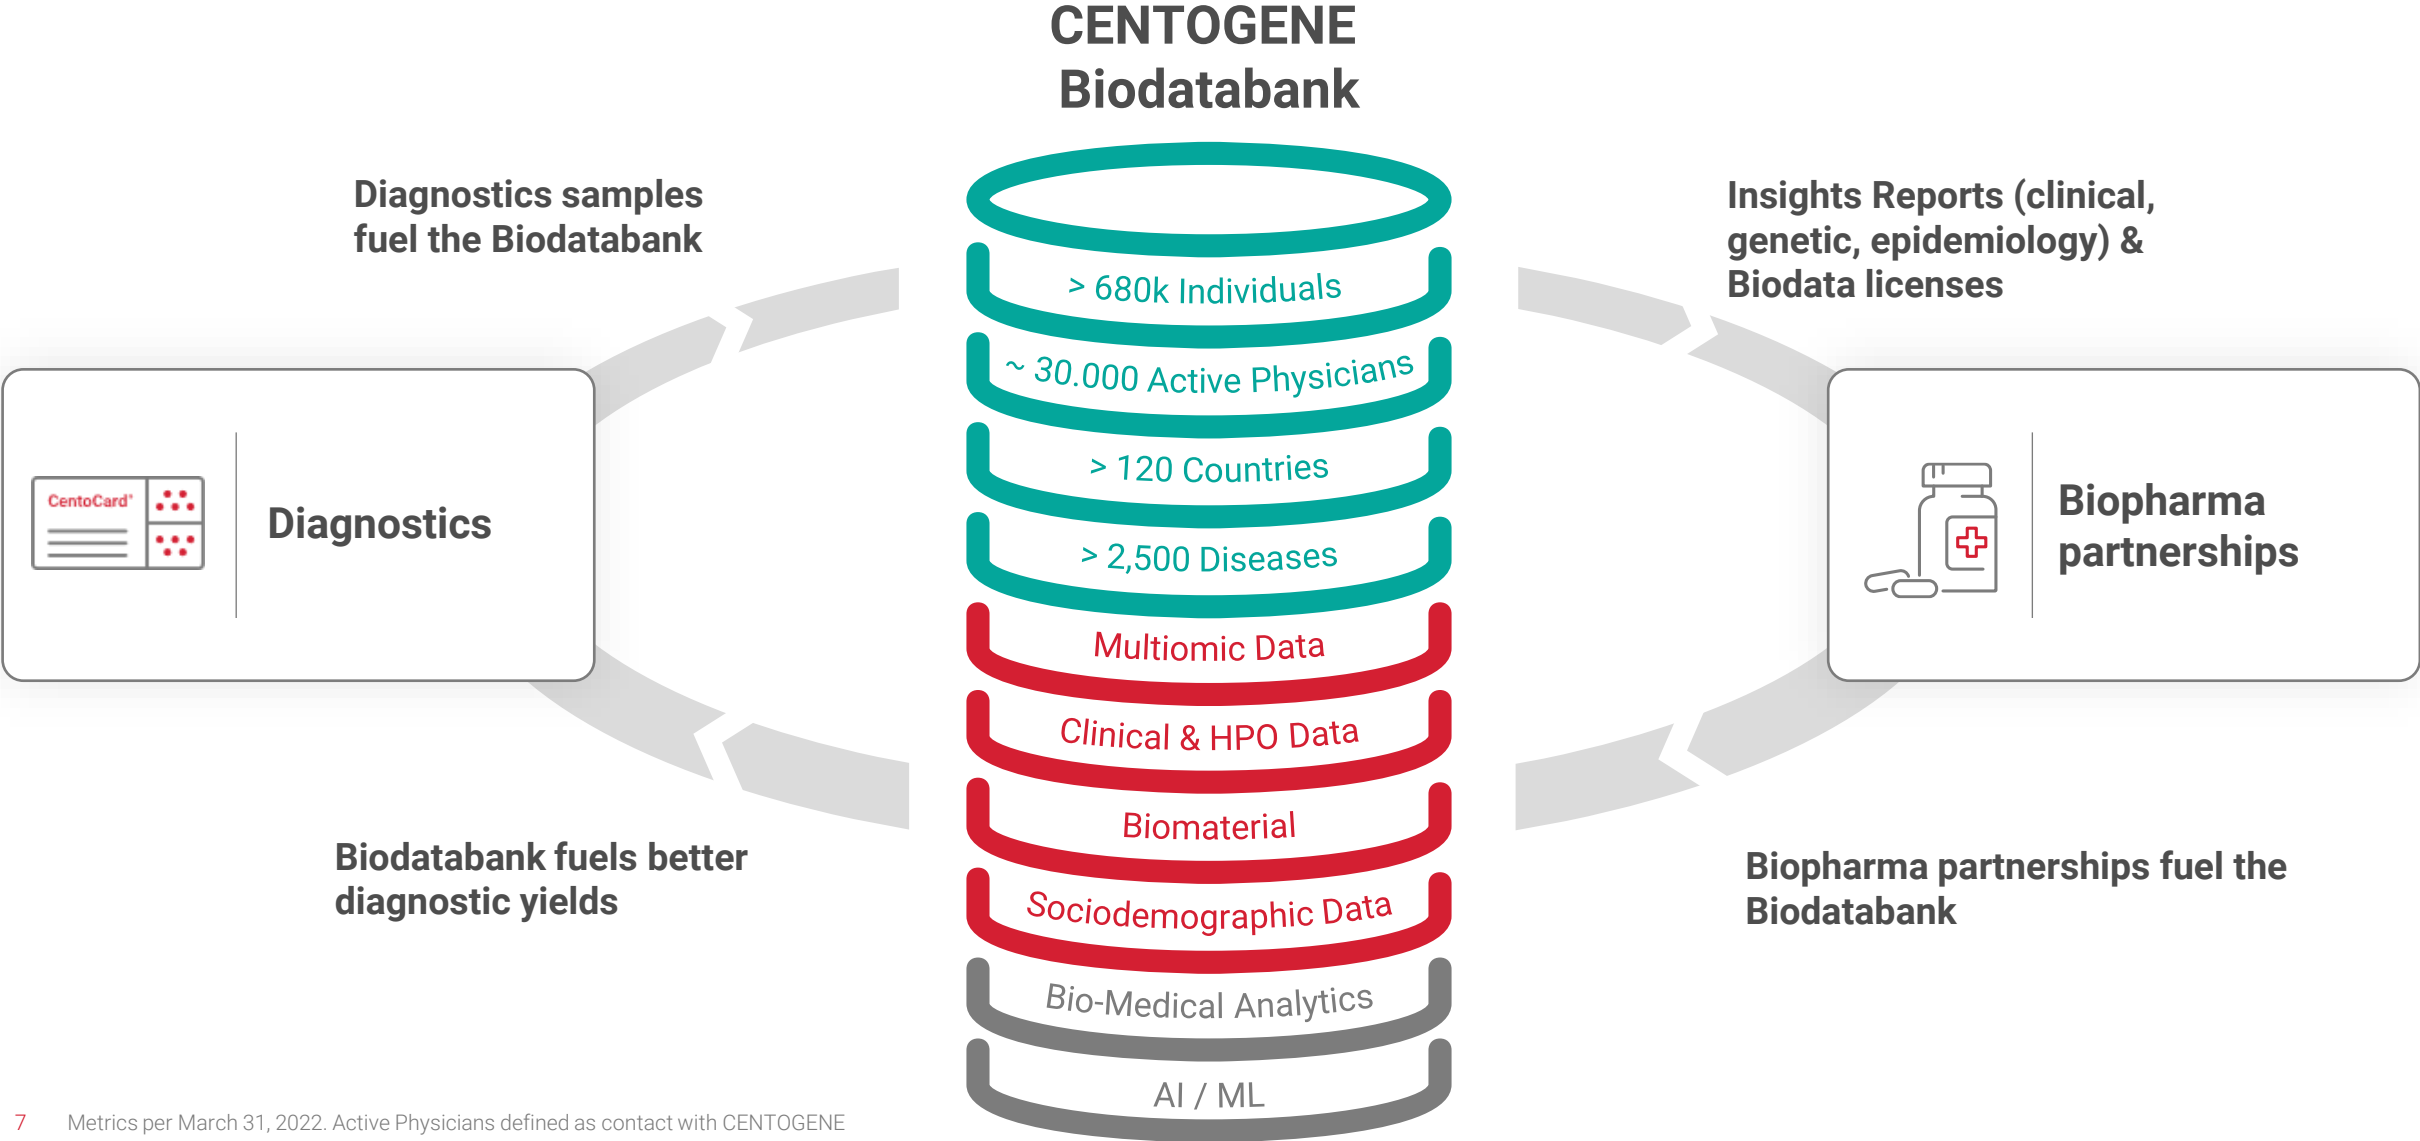 CENTOGENE
Biodatabank
Diagnostics samples
fuel the Biodatabank
Insights Reports (clinical,
genetic, epidemiology) &
Biodata licenses
> 680k Individuals
~ 30.000 Active Physicians
> 120 Countries
> 2,500 Diseases
Multiomic Data
Clinical & HPO Data
Biomaterial
Sociodemographic Data
Bio-Medical Analytics
AI / ML
CentoCard®
Diagnostics
Biopharma
partnerships
Biodatabank fuels better
diagnostic yields
Biopharma partnerships fuel the
Biodatabank
7 Metrics per March 31, 2022. Active Physicians defined as contact with CENTOGENE